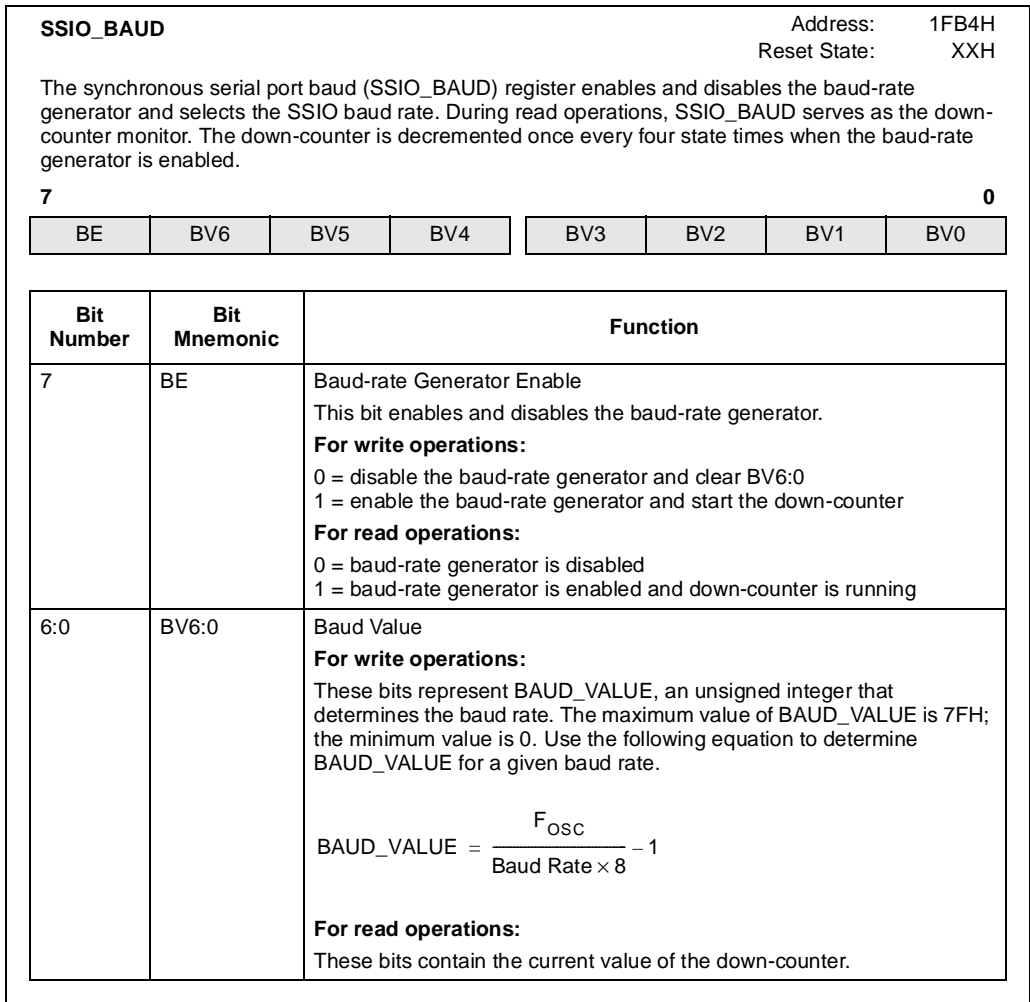 SSIO_BAUD
Address: 1FB4H
Reset State: XXH
The synchronous serial port baud (SSIO_BAUD) register enables and disables the baud-rate
generator and selects the SSIO baud rate. During read operations, SSIO_BAUD serves as the down-
counter monitor. The down-counter is decremented once every four state times when the baud-rate
generator is enabled.
7 0
BE BV6 BV5 BV4 BV3 BV2 BV1 BV0
Bit Number Bit Mnemonic Function
7 BE Baud-rate Generator Enable
This bit enables and disables the baud-rate generator.
For write operations:
0 = disable the baud-rate generator and clear BV6:0
1 = enable the baud-rate generator and start the down-counter
For read operations:
0 = baud-rate generator is disabled
1 = baud-rate generator is enabled and down-counter is running
6:0 BV6:0 Baud Value
For write operations:
These bits represent BAUD_VALUE, an unsigned integer that
determines the baud rate. The maximum value of BAUD_VALUE is 7FH;
the minimum value is 0. Use the following equation to determine
BAUD_VALUE for a given baud rate.
F OSC
BAUD_VALUE = – 1
Baud Rate × 8
For read operations:
These bits contain the current value of the down-counter.